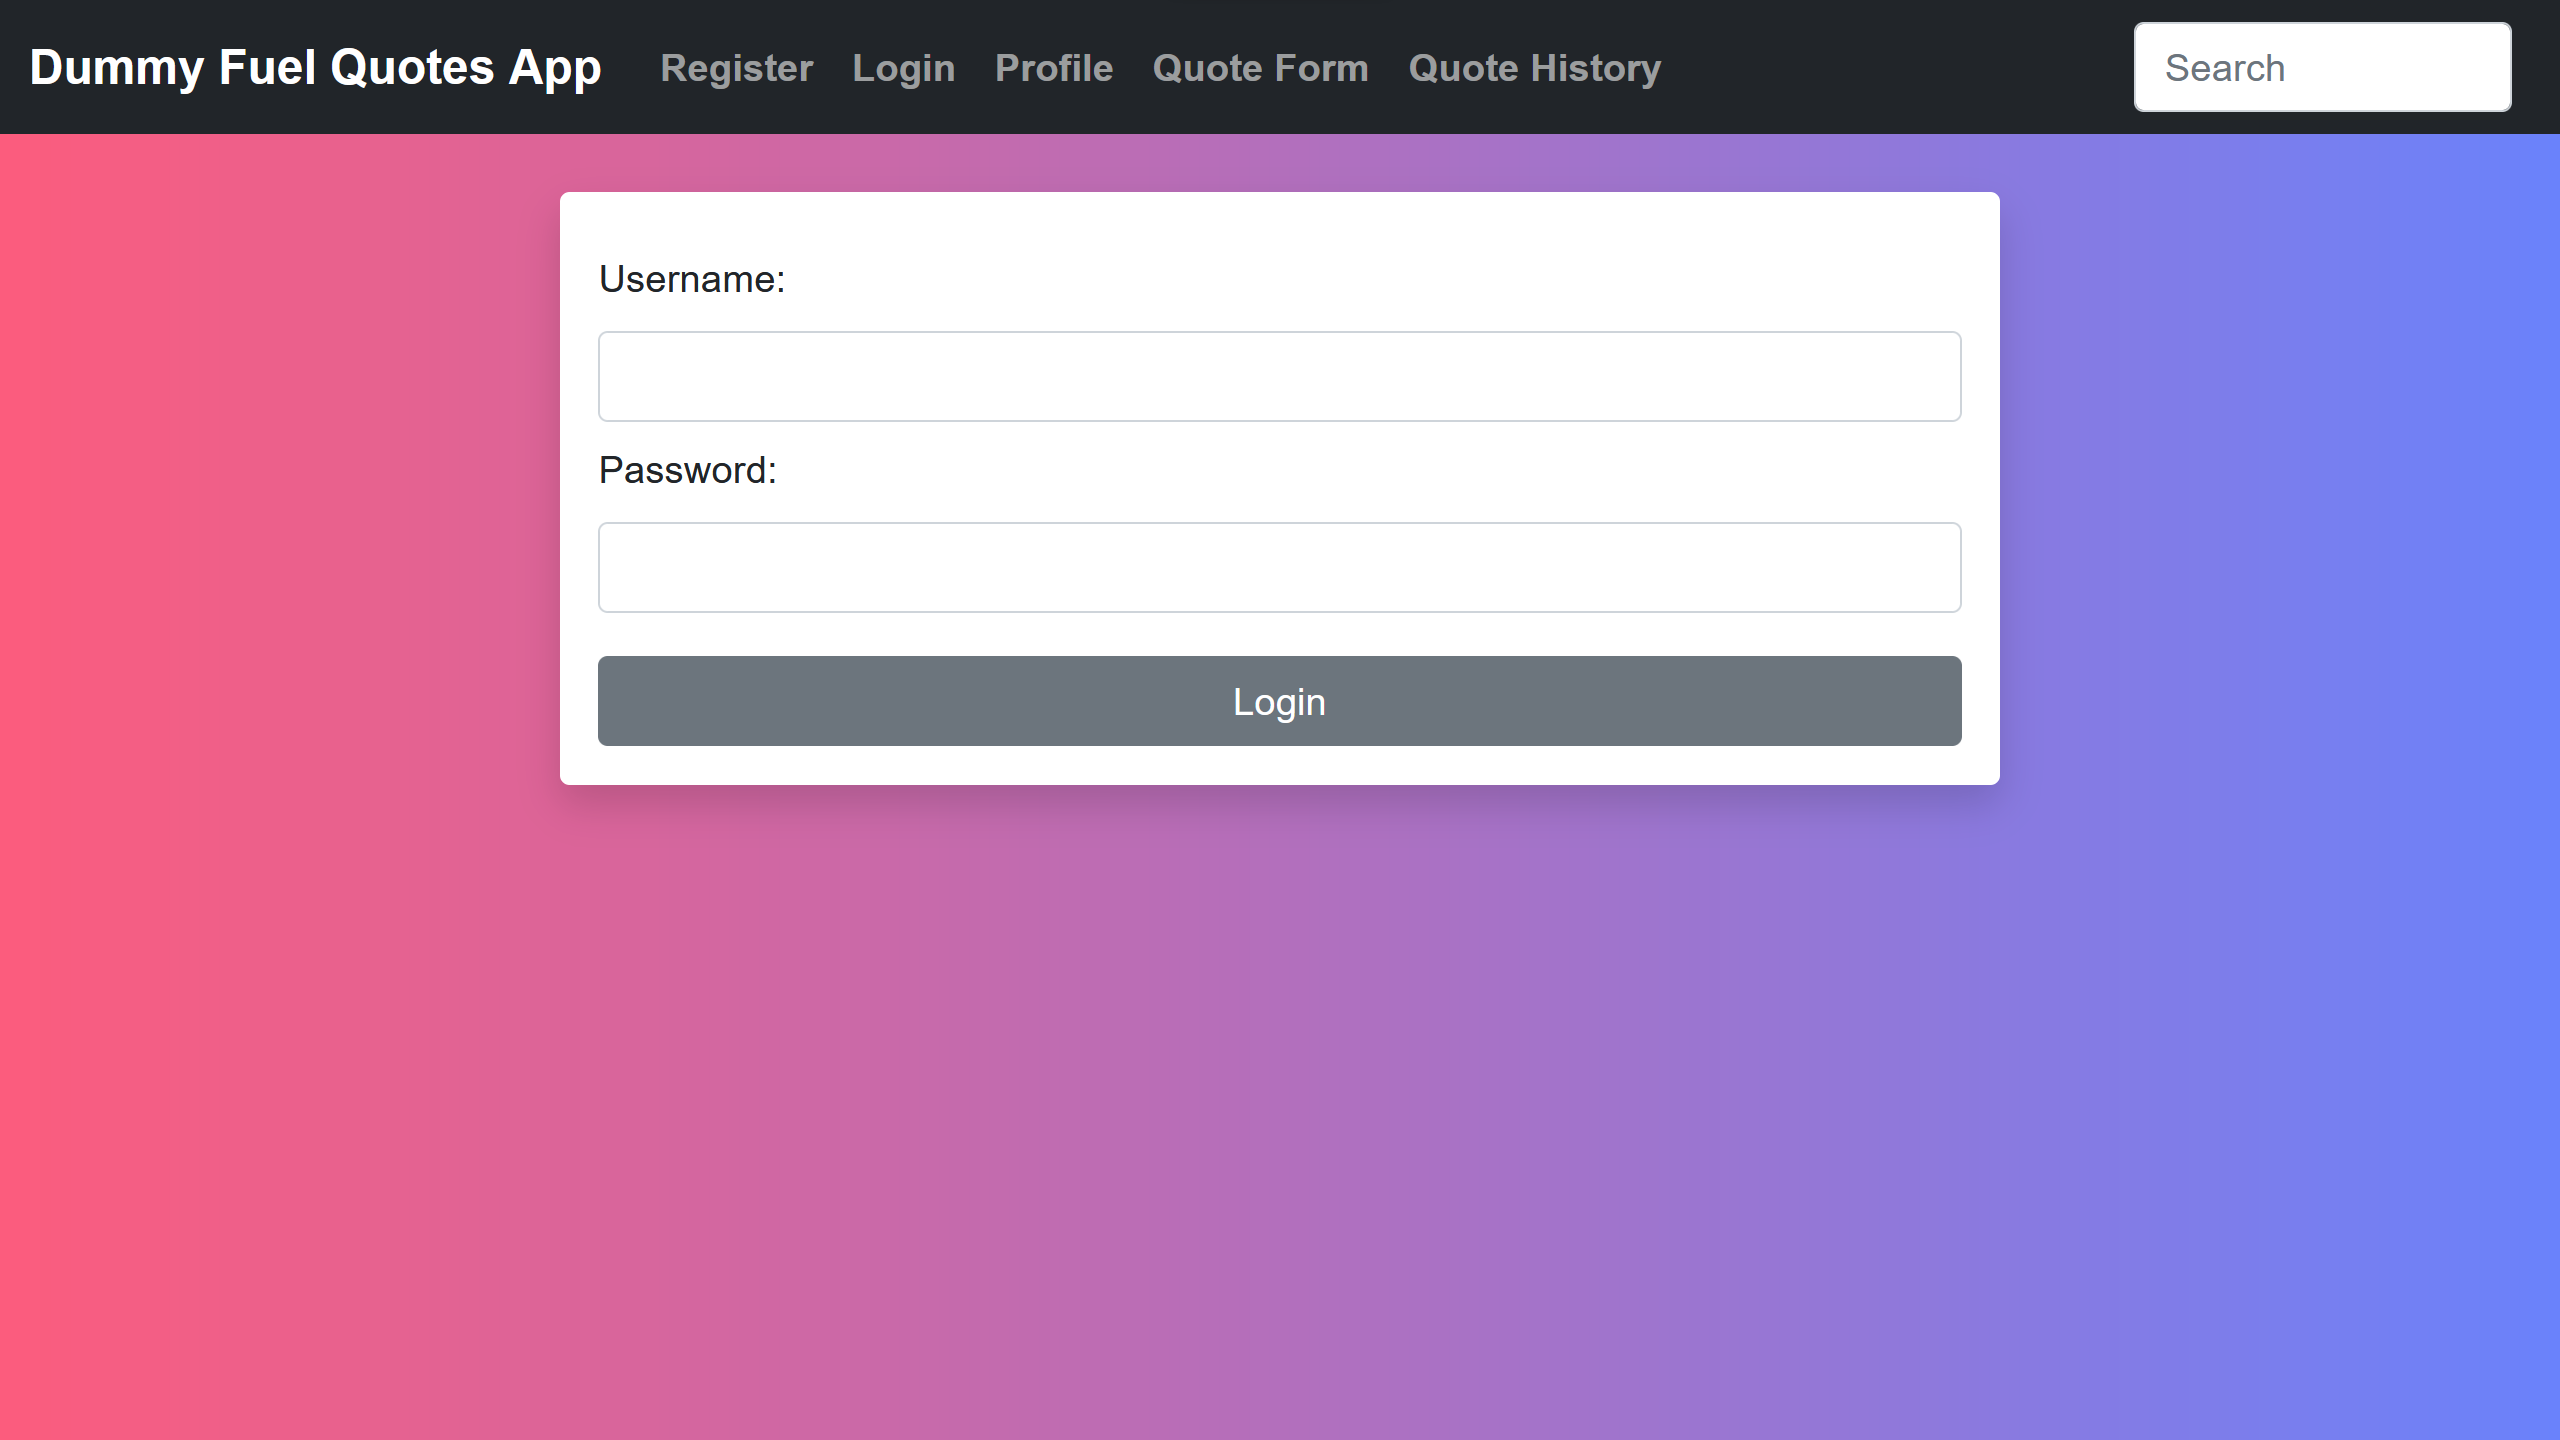 Dummy Fuel Quotes App Register Login Profile Quote Form Quote History Search
Username:
Password:
Login